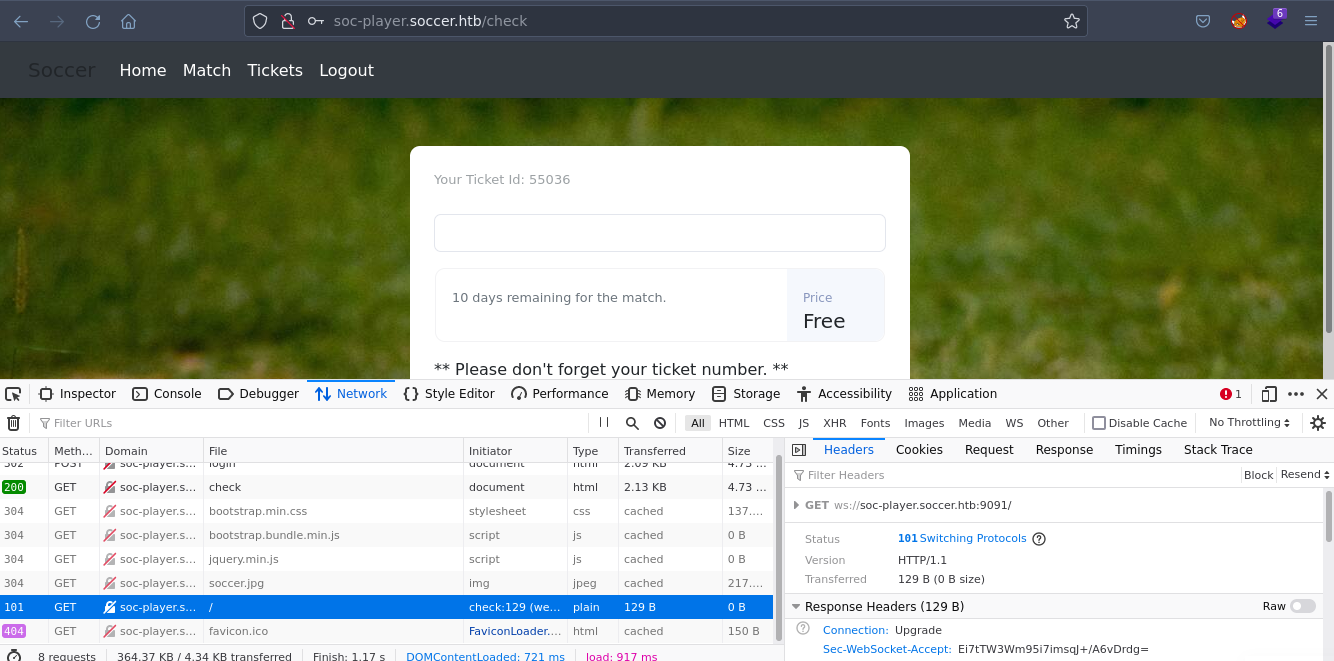 soc-player.soccer.htb/check
6
Soccer Home Match Tickets Logout
Your Ticket Id: 55036
10 days remaining for the match.
Price
Free
** Please don't forget your ticket number. **
Inspector Console Debugger Network Style Editor Performance Memory Storage Accessibility Application 1
Filter URLs All HTML CSS JS XHR Fonts Images Media WS Other Disable Cache No Throttling
Status Meth... Domain File Initiator Type Transferred Size
302 POST soc-player.s... login document html 2.09 KB 4.73 ...
200 GET soc-player.s... check document html 2.13 KB 4.73 ...
304 GET soc-player.s... bootstrap.min.css stylesheet css cached 137....
304 GET soc-player.s... bootstrap.bundle.min.js script js cached 0 B
304 GET soc-player.s... jquery.min.js script js cached 0 B
304 GET soc-player.s... soccer.jpg img jpeg cached 217....
101 GET soc-player.s... / check:129 (we... plain 129 B 0 B
404 GET soc-player.s... favicon.ico FaviconLoader.... html cached 150 B
8 requests 364.37 KB / 4.34 KB transferred Finish: 1.17 s DOMContentLoaded: 721 ms load: 917 ms
Headers Cookies Request Response Timings Stack Trace
Filter Headers Block Resend
GET ws://soc-player.soccer.htb:9091/
Status 101 Switching Protocols ?
Version HTTP/1.1
Transferred 129 B (0 B size)
Response Headers (129 B) Raw
? Connection: Upgrade
Sec-WebSocket-Accept: Ei7tTW3Wm95i7imsqJ+/A6vDrdg=